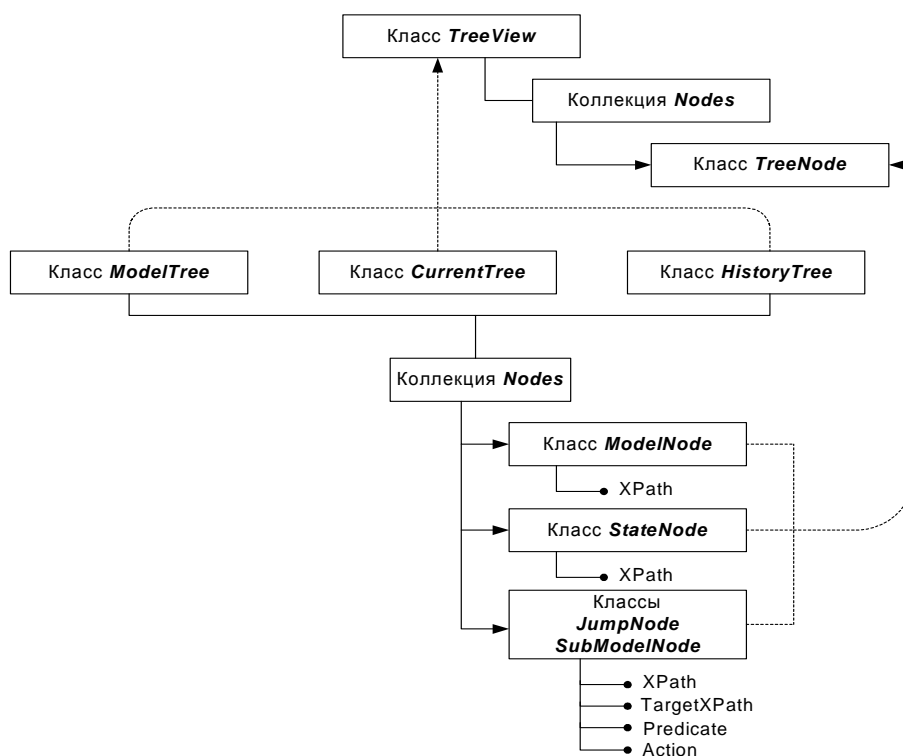 Класс TreeView
Коллекция Nodes
Класс TreeNode
Класс ModelTree
Класс CurrentTree
Класс HistoryTree
Коллекция Nodes
Класс ModelNode
XPath
Класс StateNode
XPath
Классы
JumpNode
SubModelNode
XPath
TargetXPath
Predicate
Action